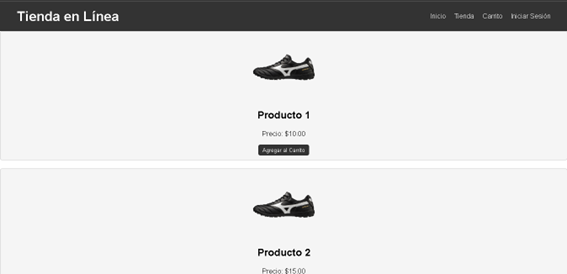 Tienda en Línea
Inicio Tienda Carrito Iniciar Sesión
Producto 1
Precio: $10.00
Agregar al Carrito
Producto 2
Precio: $15.00